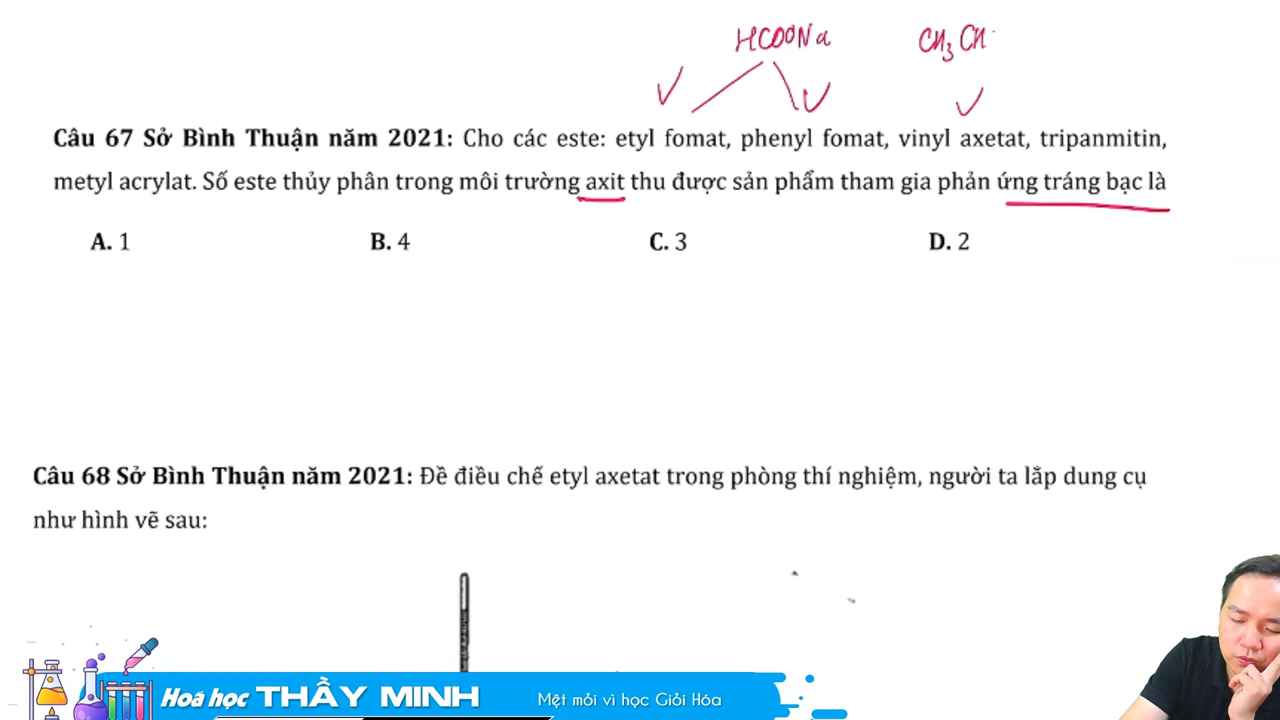 HCOONa CH3CH
Câu 67 Sở Bình Thuận năm 2021: Cho các este: etyl fomat, phenyl fomat, vinyl axetat, tripanmitin,
metyl acrylat. Số este thủy phân trong môi trường axit thu được sản phẩm tham gia phản ứng tráng bạc là
A. 1 B. 4 C. 3 D. 2
Câu 68 Sở Bình Thuận năm 2021: Đề điều chế etyl axetat trong phòng thí nghiệm, người ta lắp dung cụ
như hình vẽ sau:
Hoá học THẦY MINH Mệt mỏi vì học Giỏi Hóa